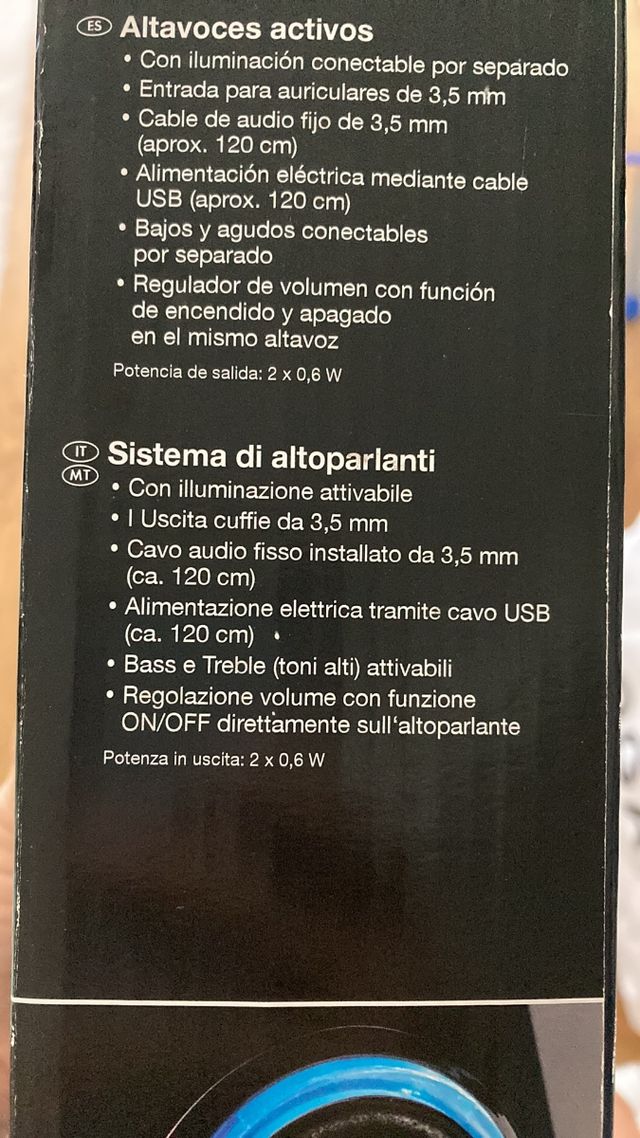 ES Altavoces activos
• Con iluminación conectable por separado
• Entrada para auriculares de 3,5 mm
• Cable de audio fijo de 3,5 mm
(aprox. 120 cm)
• Alimentación eléctrica mediante cable
USB (aprox. 120 cm)
• Bajos y agudos conectables
por separado
• Regulador de volumen con función
de encendido y apagado
en el mismo altavoz
Potencia de salida: 2 x 0,6 W
IT MT Sistema di altoparlanti
• Con illuminazione attivabile
• I Uscita cuffie da 3,5 mm
• Cavo audio fisso installato da 3,5 mm
(ca. 120 cm)
• Alimentazione elettrica tramite cavo USB
(ca. 120 cm)
• Bass e Treble (toni alti) attivabili
• Regolazione volume con funzione
ON/OFF direttamente sull‘altoparlante
Potenza in uscita: 2 x 0,6 W